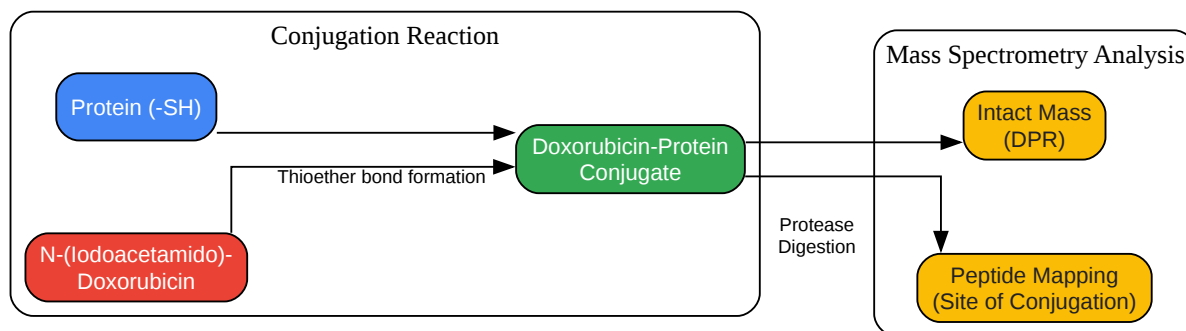 Conjugation Reaction
Protein (-SH)
N-(Iodoacetamido)-
Doxorubicin
Thioether bond formation
Doxorubicin-Protein
Conjugate
Protease
Digestion
Mass Spectrometry Analysis
Intact Mass
(DPR)
Peptide Mapping
(Site of Conjugation)